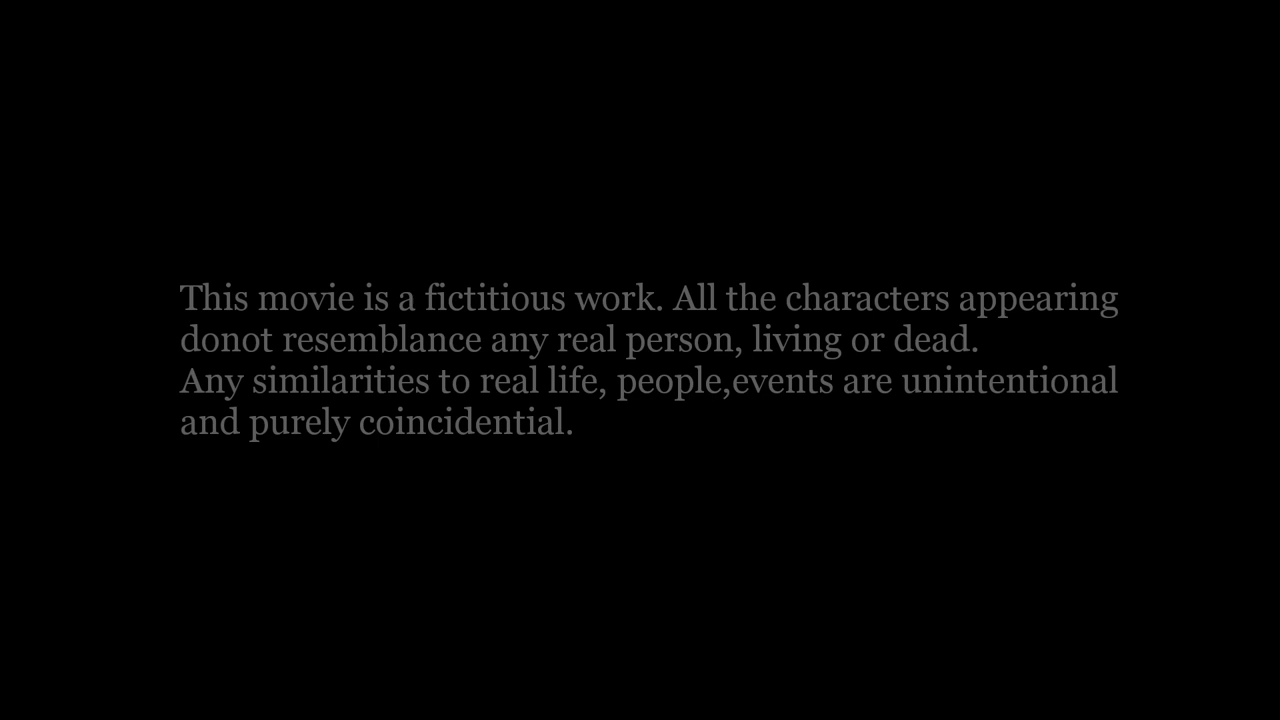 This movie is a fictitious work. All the characters appearing
donot resemblance any real person, living or dead.
Any similarities to real life, people,events are unintentional
and purely coincidential.